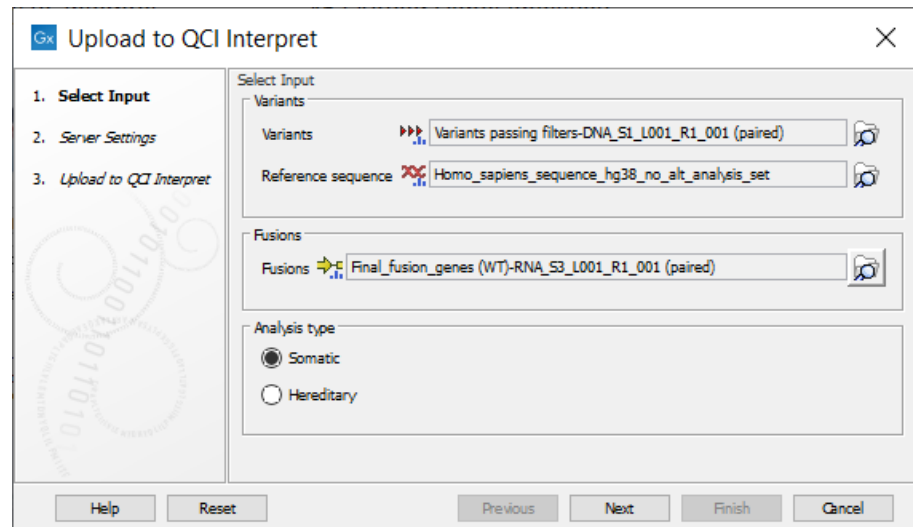 Gx Upload to QCI Interpret
1. Select Input
2. Server Settings
3. Upload to QCI Interpret
Select Input
Variants
Variants Variants passing filters-DNA_S1_L001_R1_001 (paired)
Reference sequence Homo_sapiens_sequence_hg38_no_alt_analysis_set
Fusions
Fusions Final_fusion_genes (WT)-RNA_S3_L001_R1_001 (paired)
Analysis type
Somatic
Hereditary
Help Reset Previous Next Finish Cancel